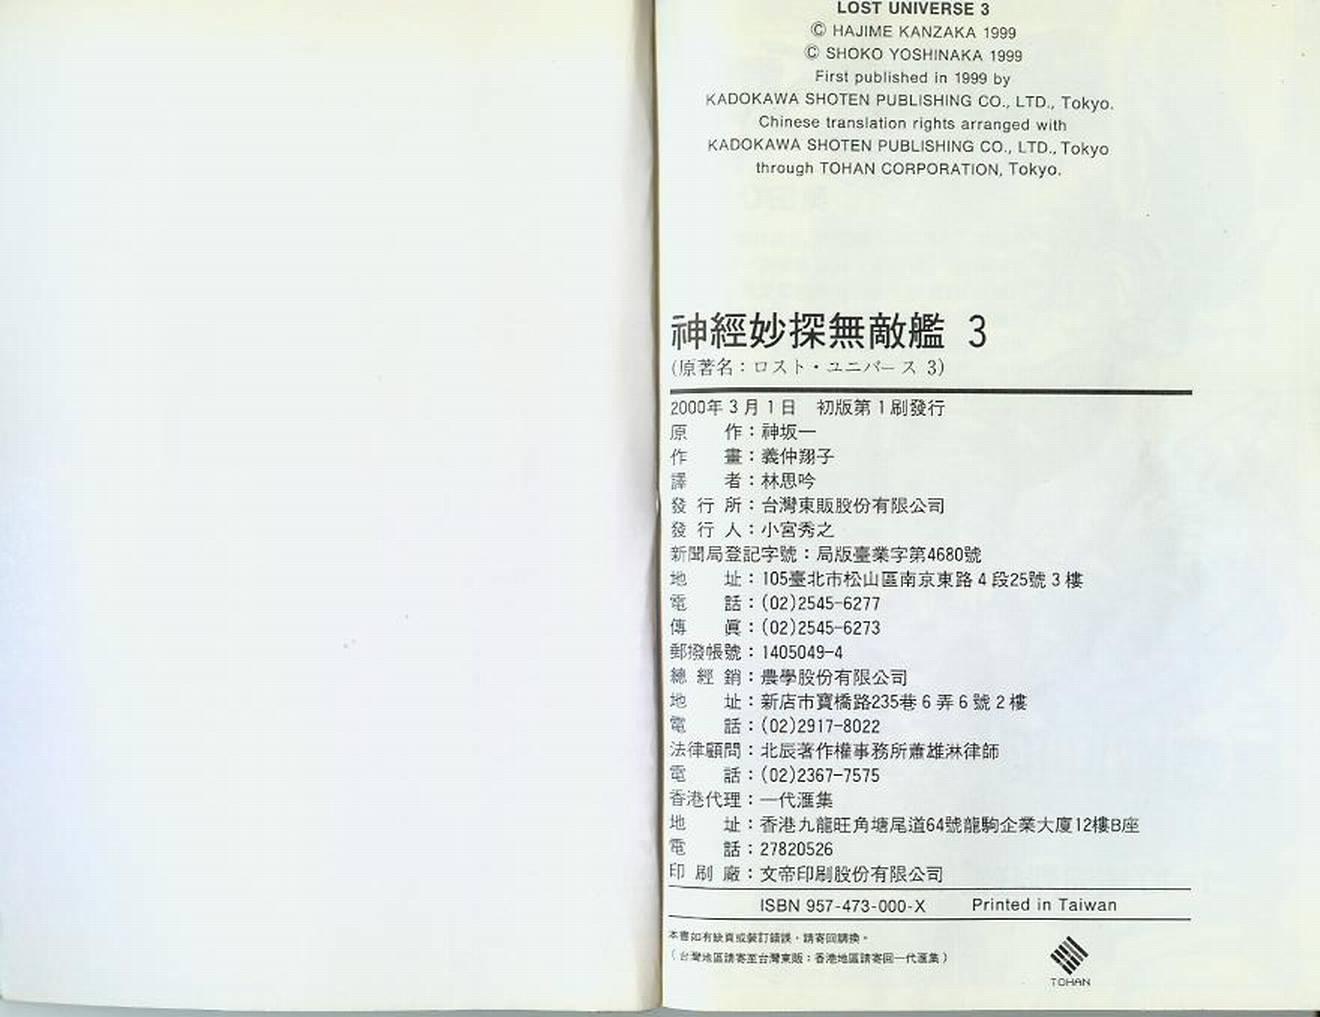 LOST UNIVERSE 3
© HAJIME KANZAKA 1999
© SHOKO YOSHINAKA 1999
First published in 1999 by
KADOKAWA SHOTEN PUBLISHING CO., LTD., Tokyo.
Chinese translation rights arranged with
KADOKAWA SHOTEN PUBLISHING CO., LTD., Tokyo
through TOHAN CORPORATION, Tokyo.
神經妙探無敵艦 3
(原著名：ロスト・ユニバース 3)
2000年3月1日 初版第1刷發行
原 作：神坂一
作 畫：義仲翔子
譯 者：林思吟
發 行 所：台灣東販股份有限公司
發 行 人：小宮秀之
新聞局登記字號：局版臺業字第4680號
地 址：105臺北市松山區南京東路4段25號3樓
電 話：(02)2545-6277
傳 眞：(02)2545-6273
郵撥帳號：1405049-4
總 經 銷：農學股份有限公司
地 址：新店市寶橋路235巷6弄6號2樓
電 話：(02)2917-8022
法律顧問：北辰著作權事務所蕭雄淋律師
電 話：(02)2367-7575
香港代理：一代匯集
地 址：香港九龍旺角塘尾道64號龍駒企業大廈12樓B座
電 話：27820526
印 刷 廠：文帝印刷股份有限公司
ISBN 957-473-000-X Printed in Taiwan
本書如有缺頁或裝訂錯誤，請寄回調換。
（台灣地區請寄至台灣東販；香港地區請寄回一代匯集）
TOHAN